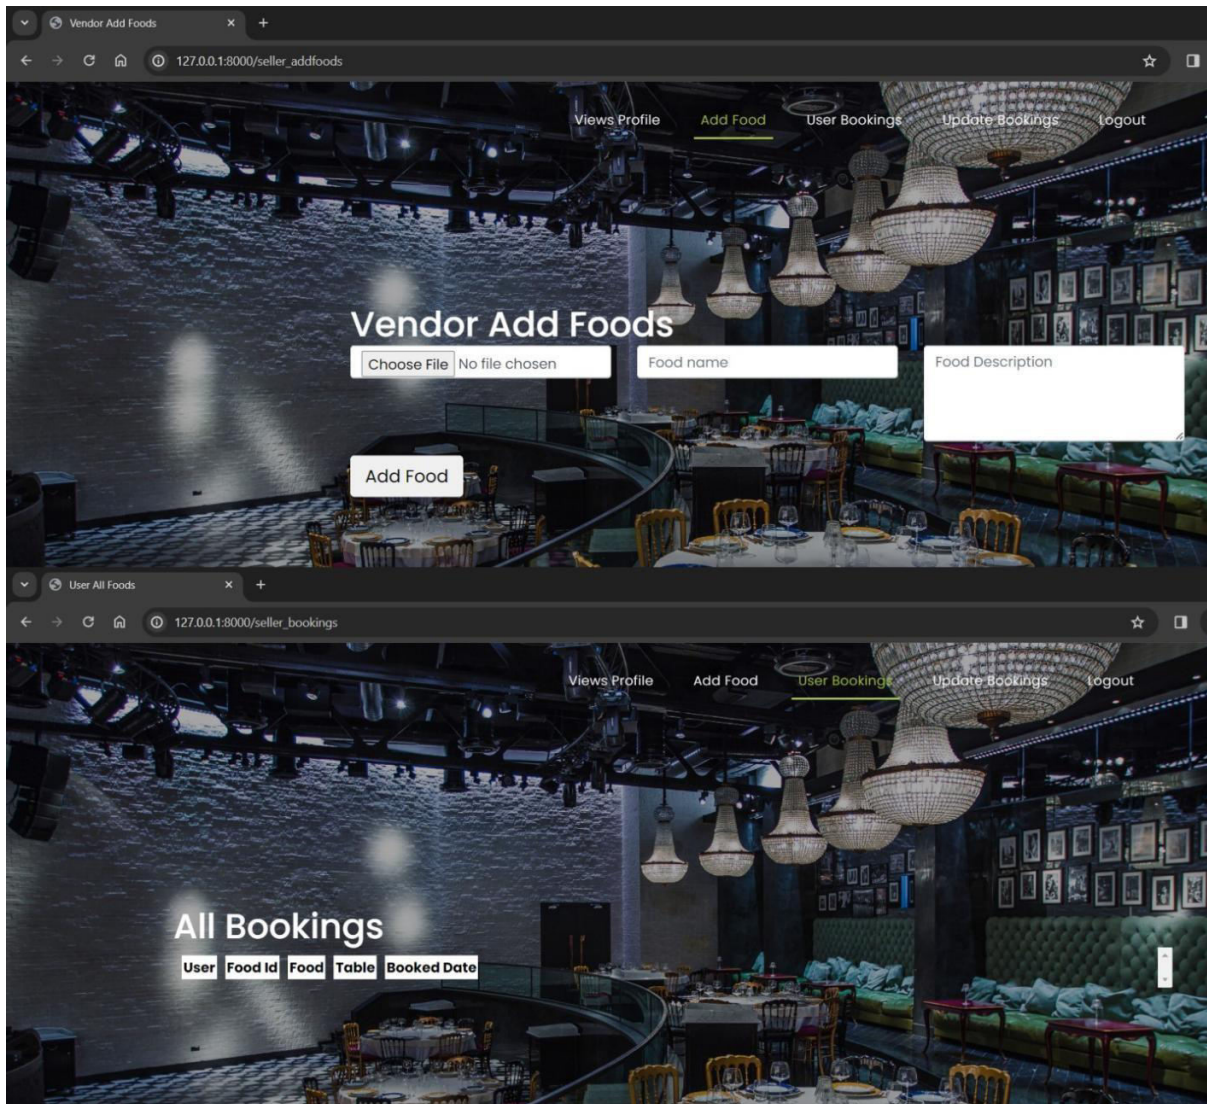 Vendor Add Foods
127.0.0.1:8000/seller_addfoods
Views Profile Add Food User Bookings Update Bookings Logout
Vendor Add Foods
Choose File No file chosen Food name Food Description
Add Food
User All Foods
127.0.0.1:8000/seller_bookings
Views Profile Add Food User Bookings Update Bookings Logout
All Bookings
User Food Id Food Table Booked Date